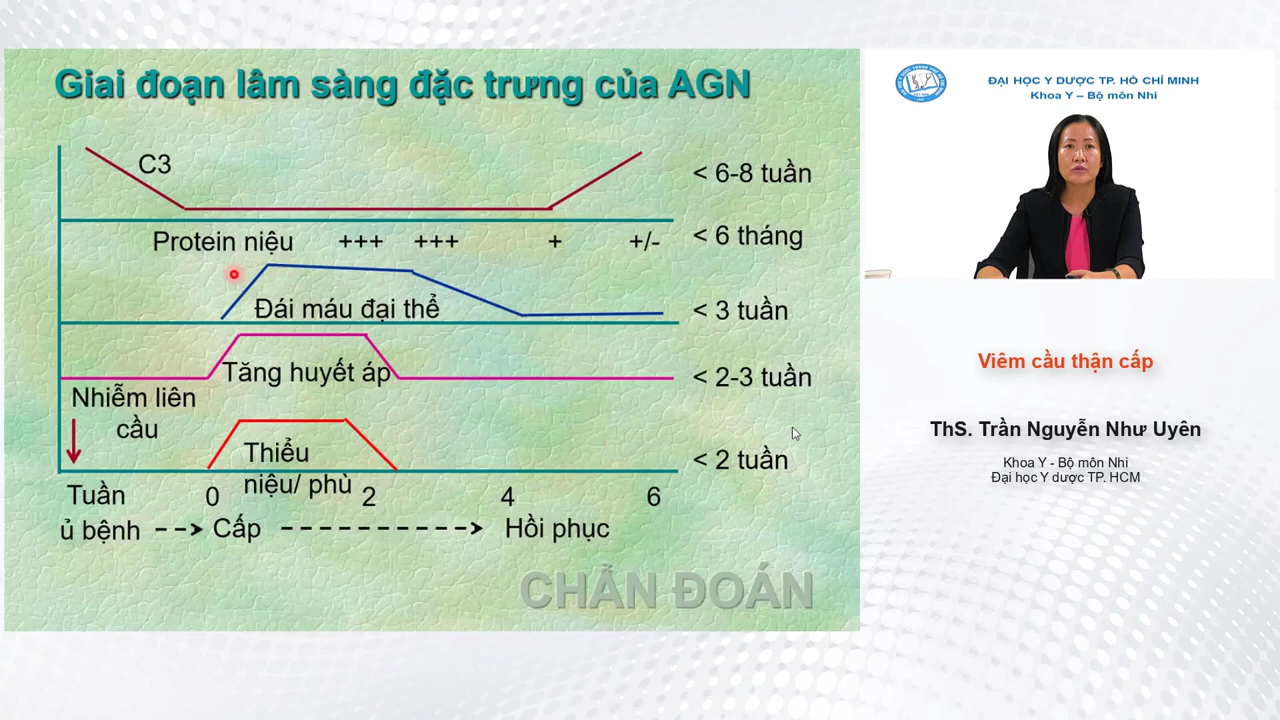 Giai đoạn lâm sàng đặc trưng của AGN
C3
< 6-8 tuần
Protein niệu +++ +++ + +/-
< 6 tháng
Đái máu đại thể
< 3 tuần
Tăng huyết áp
< 2-3 tuần
Nhiễm liên
cầu
Thiểu
niệu/ phù
< 2 tuần
Tuần 0 2 4 6
ủ bệnh Cấp Hồi phục
CHẨN ĐOÁN
ĐẠI HỌC Y DƯỢC TP. HỒ CHÍ MINH
Khoa Y – Bộ môn Nhi
Viêm cầu thận cấp
ThS. Trần Nguyễn Như Uyên
Khoa Y - Bộ môn Nhi
Đại học Y dược TP. HCM